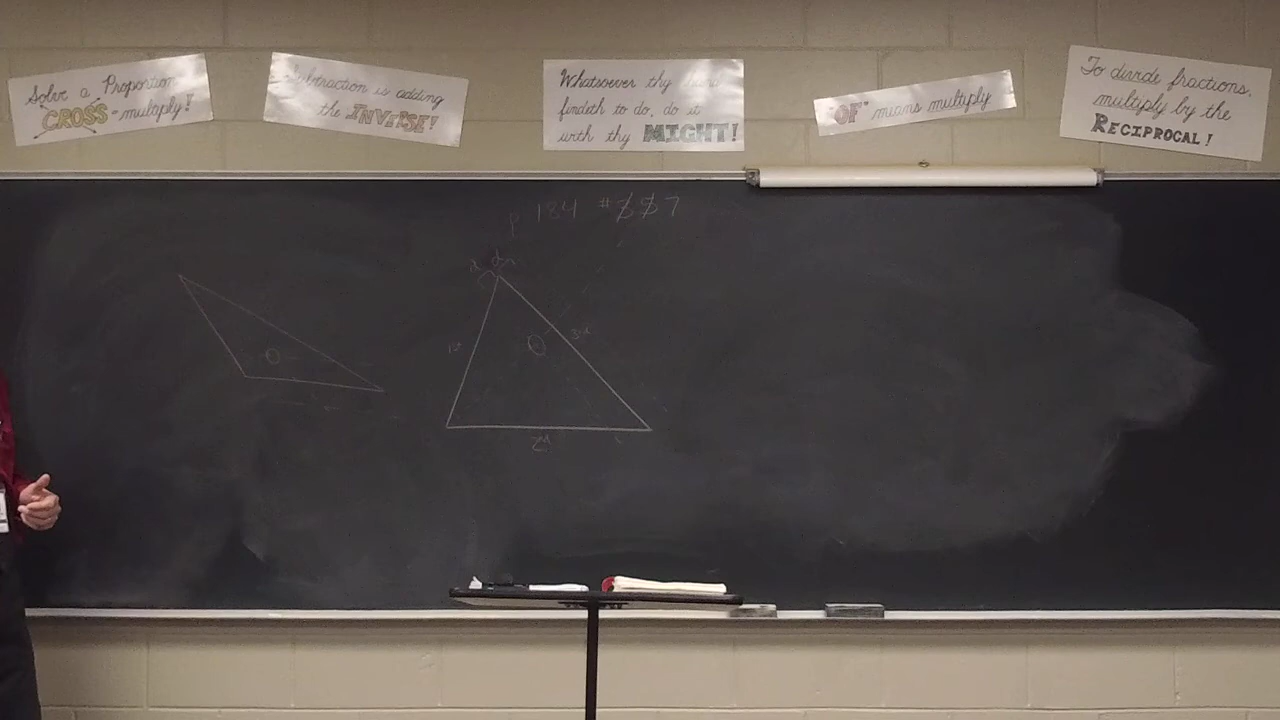 Solve a Proportion
CROSS-multiply!
Subtraction is adding
the INVERSE!
Whatsoever thy hand
findeth to do, do it
with thy MIGHT!
"OF" means multiply
To divide fractions,
multiply by the
RECIPROCAL!
p 184 # 7